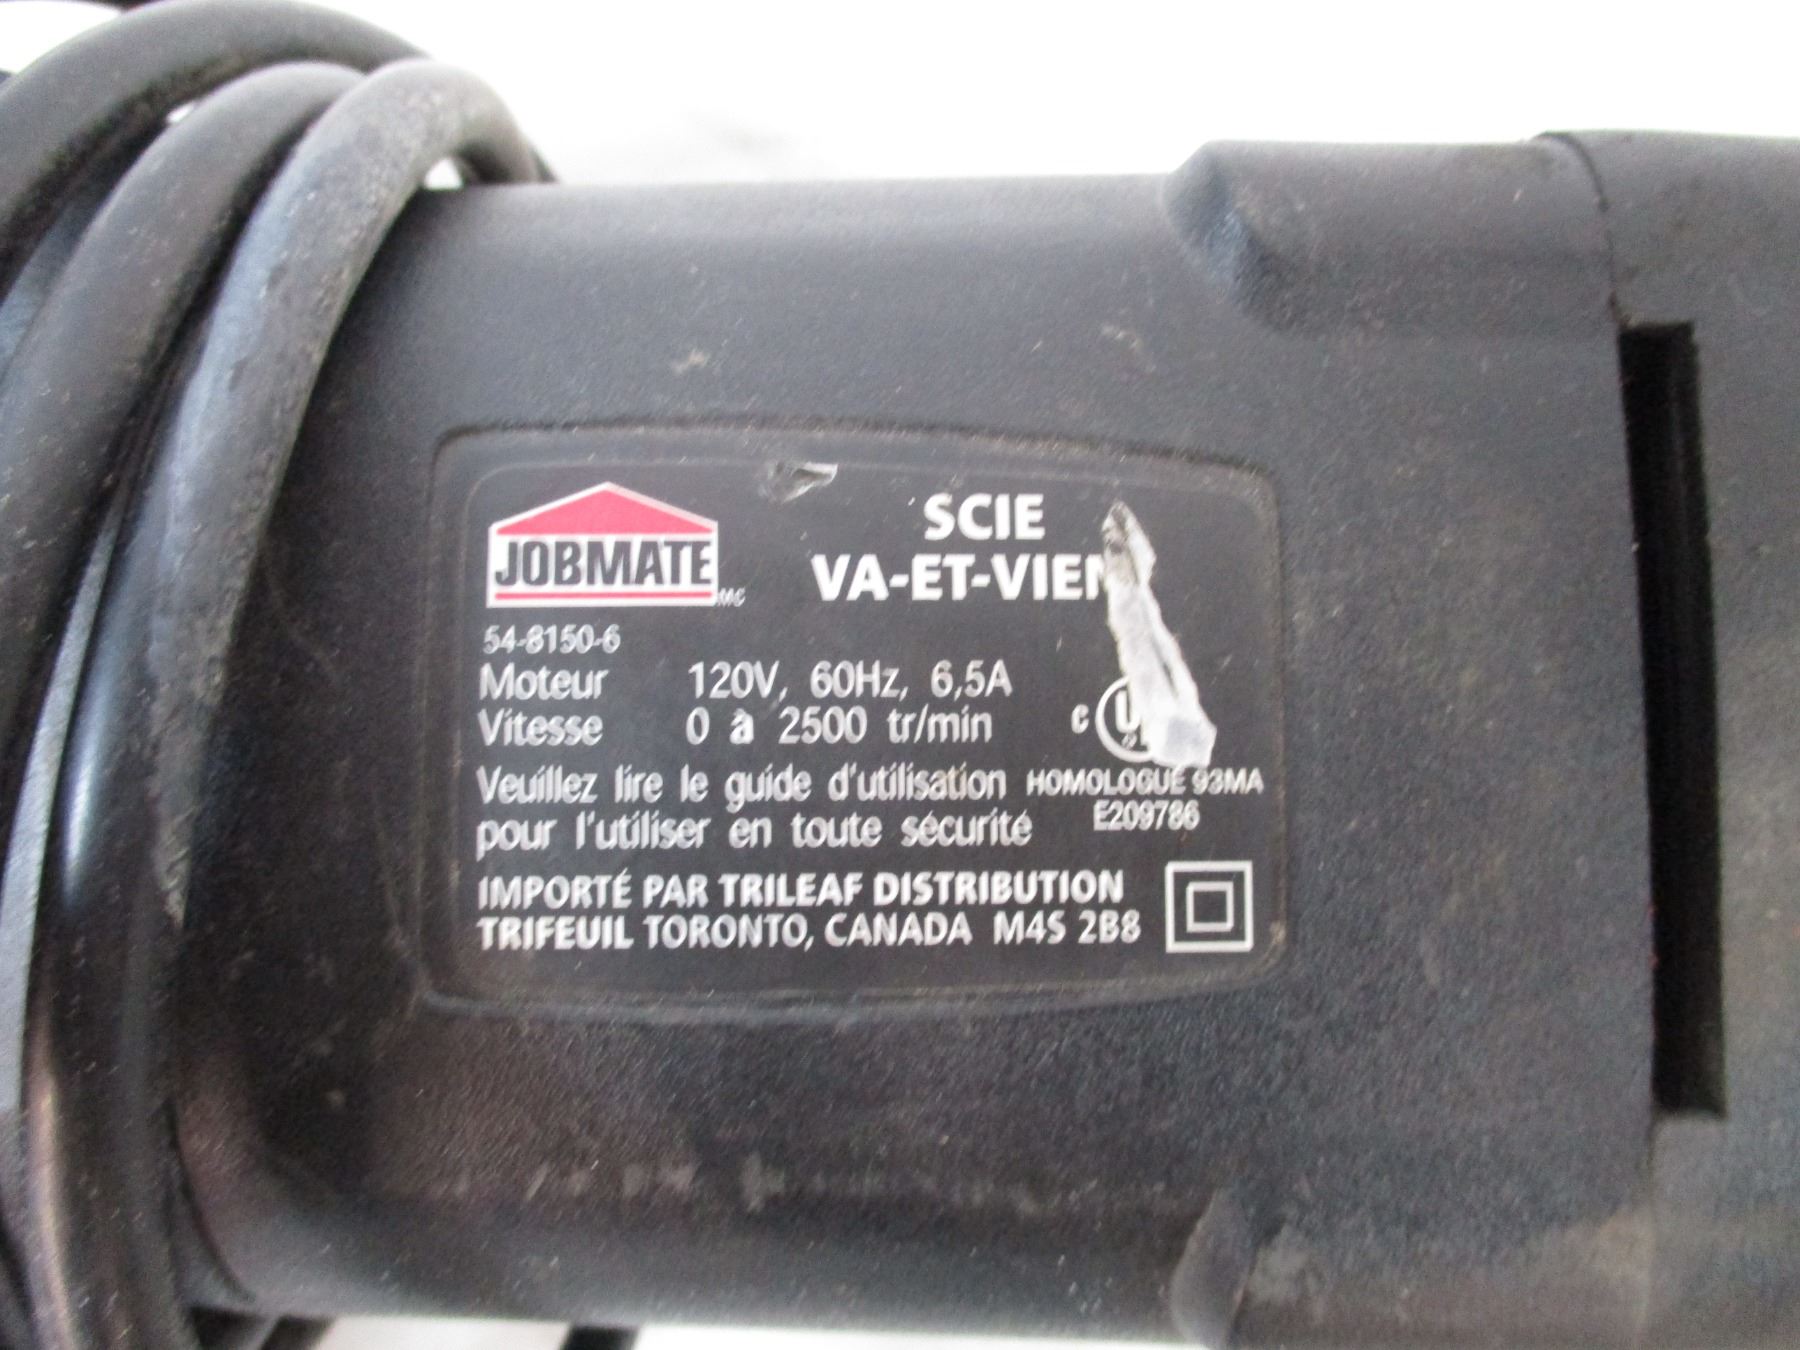 JOBMATE MC
SCIE
VA-ET-VIEN
54-8150-6
Moteur 120V, 60Hz, 6,5A
Vitesse 0 à 2500 tr/min
C U
Veuillez lire le guide d'utilisation
pour l'utiliser en toute sécurité
HOMOLOGUÉ 93MA
E209786
IMPORTÉ PAR TRILEAF DISTRIBUTION
TRIFEUIL TORONTO, CANADA M4S 2B8